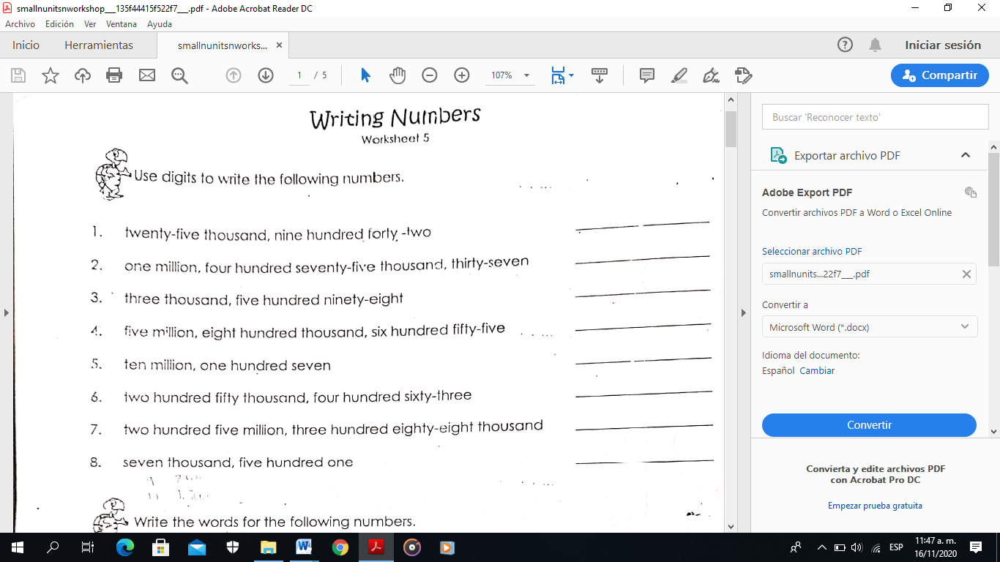 smallnunitsnworkshop___135f44415f522f7___.pdf - Adobe Acrobat Reader DC
Archivo Edición Ver Ventana Ayuda
Inicio Herramientas smallnunitsnworks... × Iniciar sesión
1 / 5 107% Compartir
Writing Numbers
Worksheet 5
Use digits to write the following numbers.
1. twenty-five thousand, nine hundred forty -two
2. one million, four hundred seventy-five thousand, thirty-seven
3. three thousand, five hundred ninety-eight
4. five million, eight hundred thousand, six hundred fifty-five
5. ten million, one hundred seven
6. two hundred fifty thousand, four hundred sixty-three
7. two hundred five million, three hundred eighty-eight thousand
8. seven thousand, five hundred one
Write the words for the following numbers.
Buscar 'Reconocer texto'
Exportar archivo PDF
Adobe Export PDF
Convertir archivos PDF a Word o Excel Online
Seleccionar archivo PDF
smallnunits...22f7___.pdf
Convertir a
Microsoft Word (*.docx)
Idioma del documento:
Español Cambiar
Convertir
Convierta y edite archivos PDF
con Acrobat Pro DC
Empezar prueba gratuita
ESP
11:47 a. m.
16/11/2020